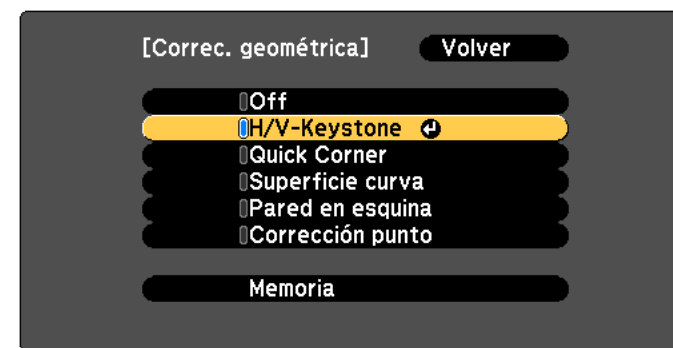 [Correc. geométrica] Volver
Off
H/V-Keystone
Quick Corner
Superficie curva
Pared en esquina
Corrección punto
Memoria